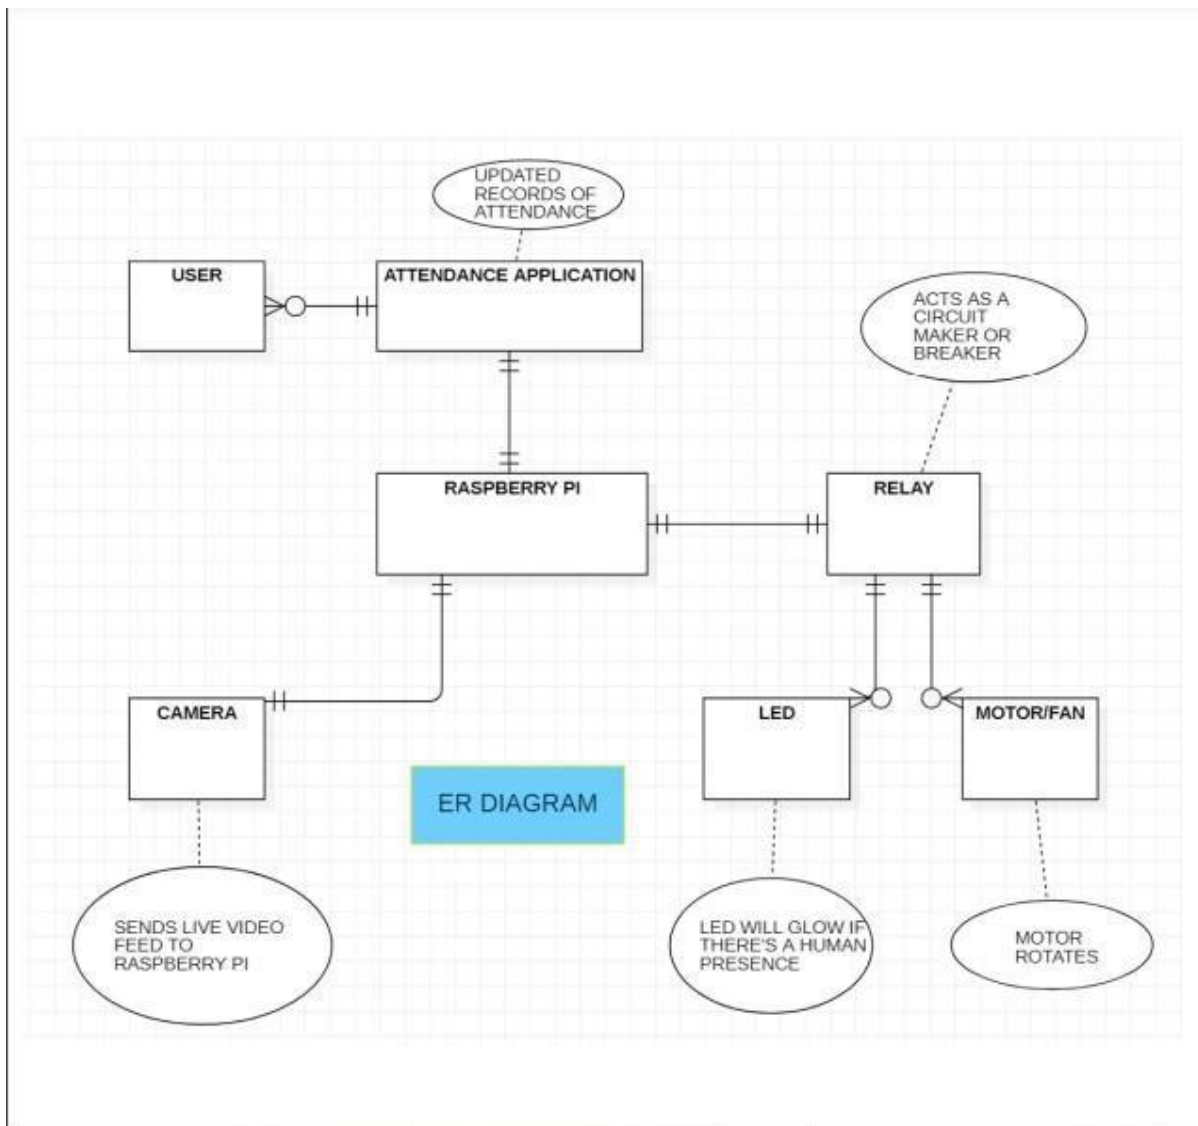 UPDATED
RECORDS OF
ATTENDANCE
USER
ATTENDANCE APPLICATION
ACTS AS A
CIRCUIT
MAKER OR
BREAKER
RASPBERRY PI
RELAY
CAMERA
LED
MOTOR/FAN
ER DIAGRAM
SENDS LIVE VIDEO
FEED TO
RASPBERRY PI
LED WILL GLOW IF
THERE'S A HUMAN
PRESENCE
MOTOR
ROTATES